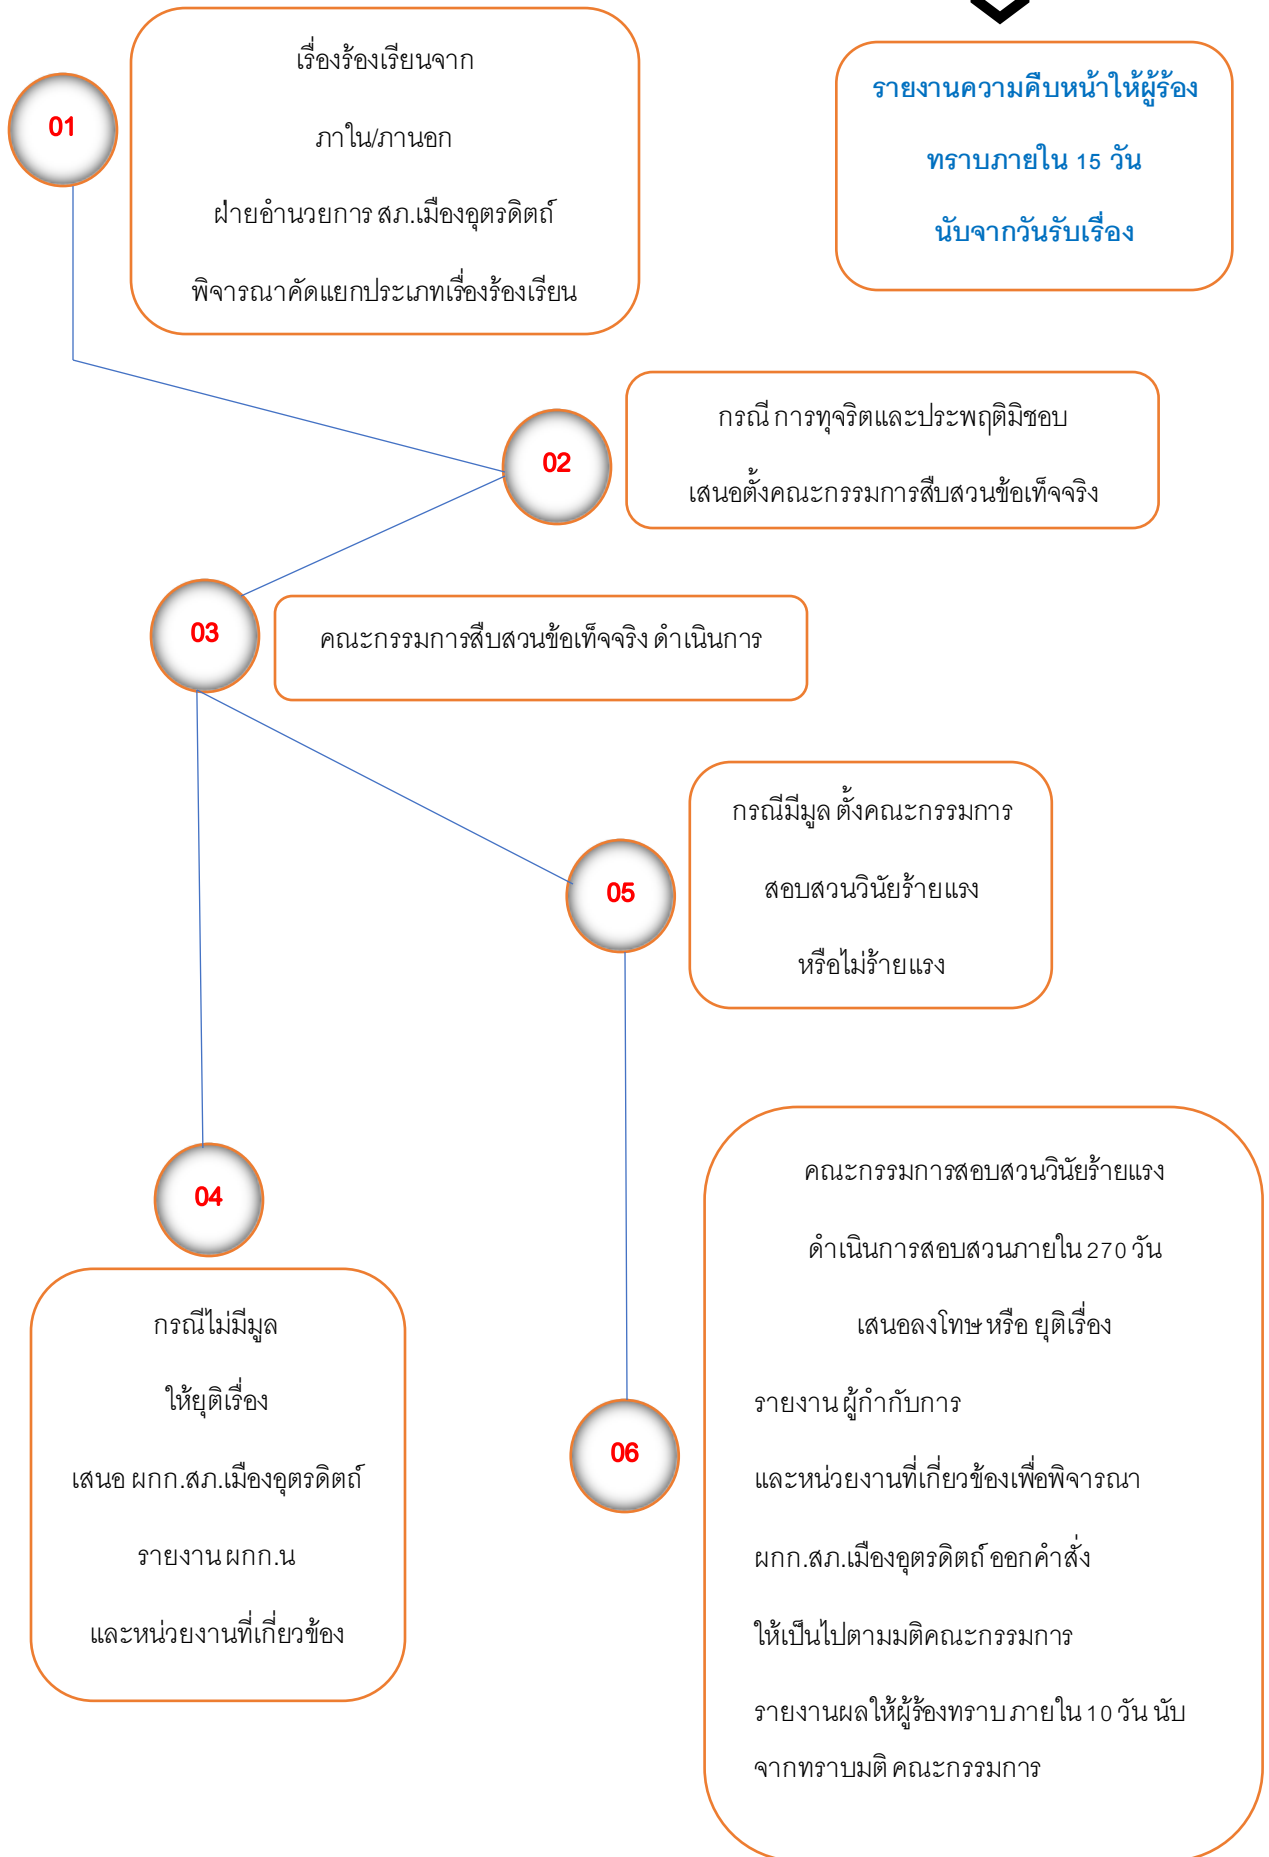 01
เรื่องร้องเรียนจาก
ภาใน/ภานอก
ฝ่ายอำนวยการ สภ.เมืองอุตรดิตถ์
พิจารณาคัดแยกประเภทเรื่องร้องเรียน
รายงานความคืบหน้าให้ผู้ร้อง
ทราบภายใน 15 วัน
นับจากวันรับเรื่อง
02
กรณี การทุจริตและประพฤติมิชอบ
เสนอตั้งคณะกรรมการสืบสวนข้อเท็จจริง
03
คณะกรรมการสืบสวนข้อเท็จจริง ดำเนินการ
05
กรณีมีมูล ตั้งคณะกรรมการ
สอบสวนวินัยร้ายแรง
หรือไม่ร้ายแรง
04
กรณีไม่มีมูล
ให้ยุติเรื่อง
เสนอ ผกก.สภ.เมืองอุตรดิตถ์
รายงาน ผกก.น
และหน่วยงานที่เกี่ยวข้อง
06
คณะกรรมการสอบสวนวินัยร้ายแรง
ดำเนินการสอบสวนภายใน 270 วัน
เสนอลงโทษ หรือ ยุติเรื่อง
รายงาน ผู้กำกับการ
และหน่วยงานที่เกี่ยวข้องเพื่อพิจารณา
ผกก.สภ.เมืองอุตรดิตถ์ ออกคำสั่ง
ให้เป็นไปตามมติคณะกรรมการ
รายงานผลให้ผู้ร้องทราบ ภายใน 10 วัน นับ
จากทราบมติ คณะกรรมการ